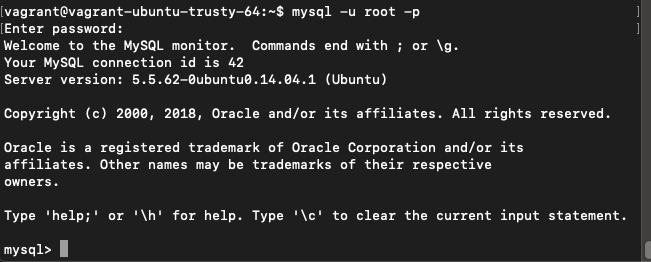 [vagrant@vagrant-ubuntu-trusty-64:~$ mysql -u root -p ]
[Enter password: ]
Welcome to the MySQL monitor.  Commands end with ; or \g.
Your MySQL connection id is 42
Server version: 5.5.62-0ubuntu0.14.04.1 (Ubuntu)
Copyright (c) 2000, 2018, Oracle and/or its affiliates. All rights reserved.
Oracle is a registered trademark of Oracle Corporation and/or its
affiliates. Other names may be trademarks of their respective
owners.
Type 'help;' or '\h' for help. Type '\c' to clear the current input statement.
mysql>